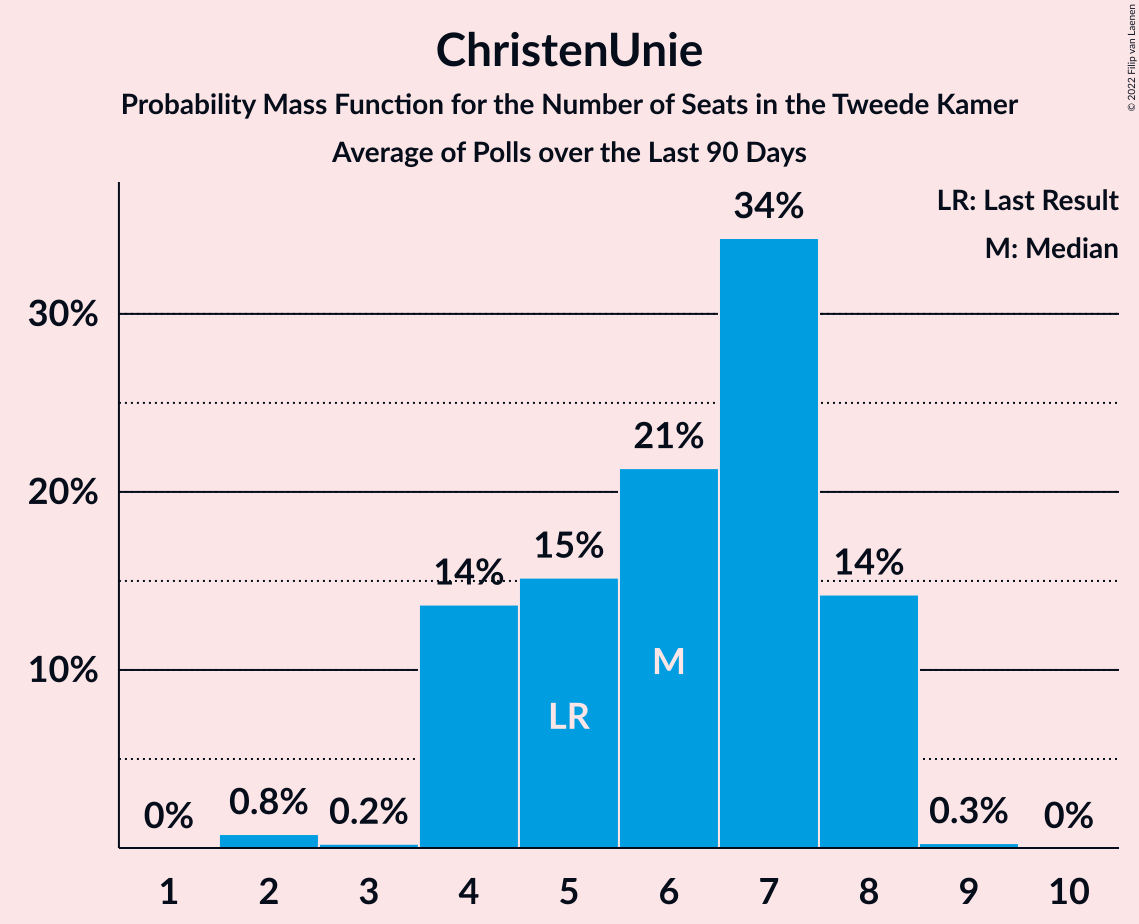 ChristenUnie
Probability Mass Function for the Number of Seats in the Tweede Kamer
Average of Polls over the Last 90 Days
© 2022 Filip van Laenen
LR: Last Result
M: Median
34%
30%
21%
20%
15%
14%
14%
M
10%
LR
0%
0.8%
0.2%
0.3%
0%
1 2 3 4 5 6 7 8 9 10